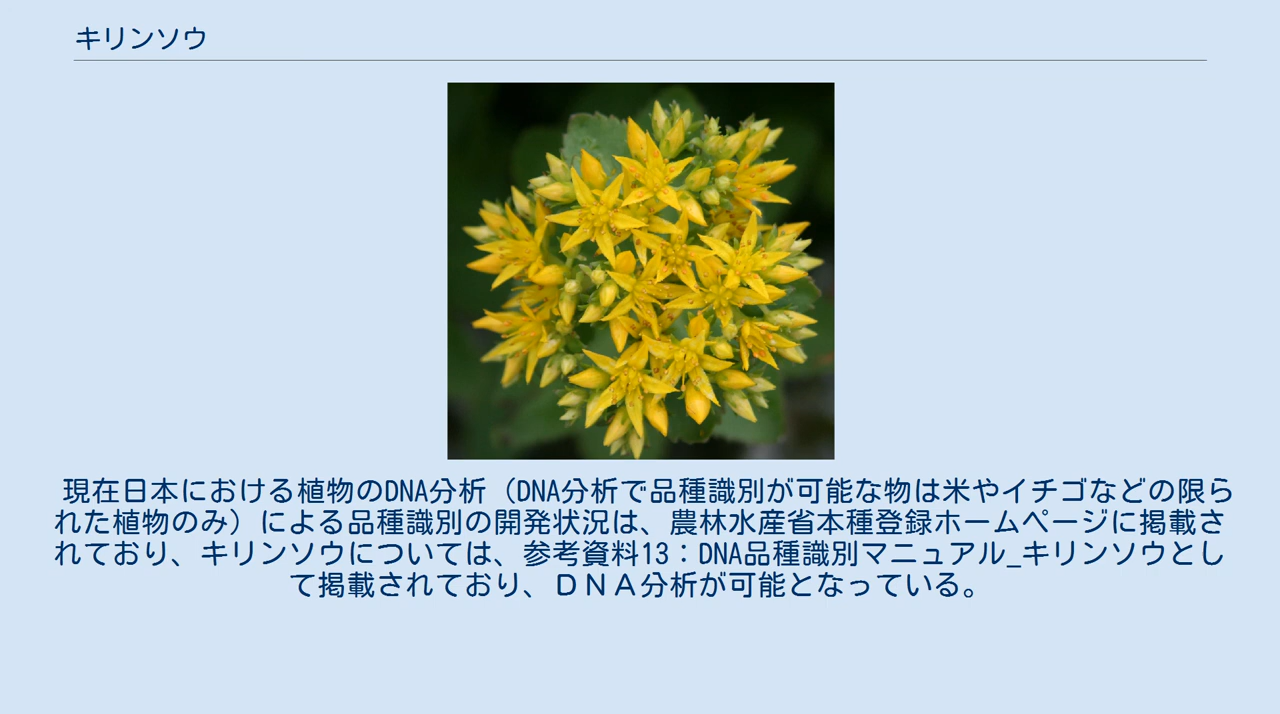 キリンソウ
現在日本における植物のDNA分析（DNA分析で品種識別が可能な物は米やイチゴなどの限ら
れた植物のみ）による品種識別の開発状況は、農林水産省本種登録ホームページに掲載さ
れており、キリンソウについては、参考資料13：DNA品種識別マニュアル_キリンソウとし
て掲載されており、ＤＮＡ分析が可能となっている。